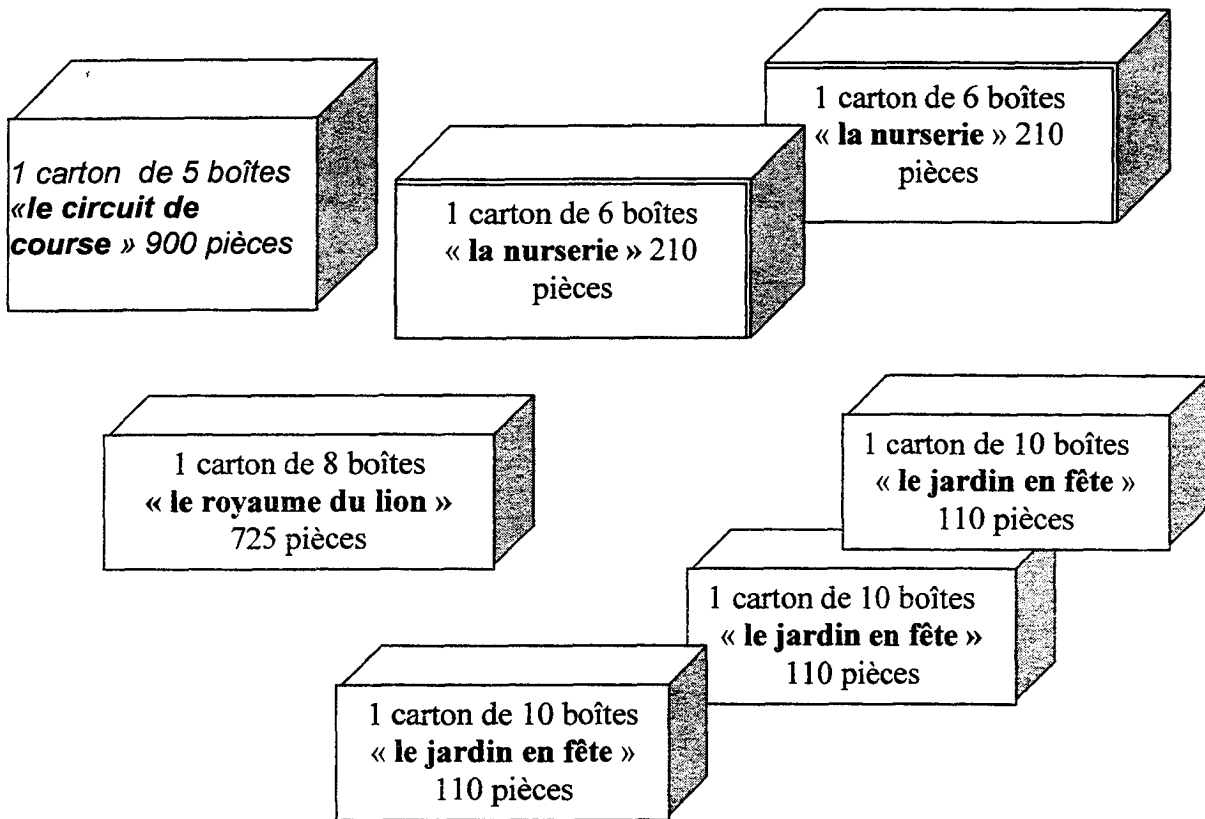 1 carton de 5 boîtes
«le circuit de
course » 900 pièces
1 carton de 6 boîtes
« la nurserie » 210
pièces
1 carton de 6 boîtes
« la nurserie » 210
pièces
1 carton de 8 boîtes
« le royaume du lion »
725 pièces
1 carton de 10 boîtes
« le jardin en fête »
110 pièces
1 carton de 10 boîtes
« le jardin en fête »
110 pièces
1 carton de 10 boîtes
« le jardin en fête »
110 pièces